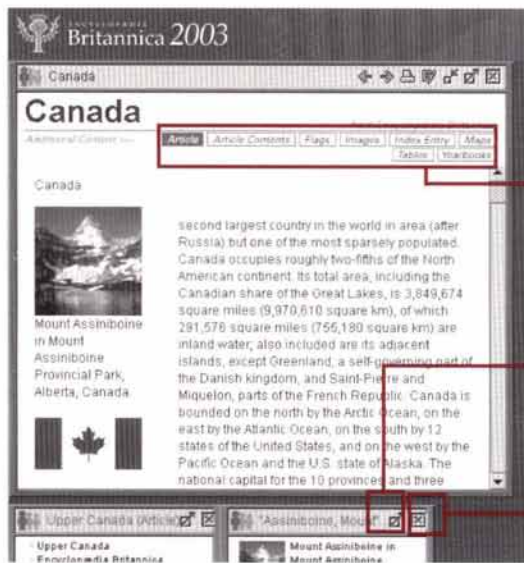 ENCYCLOPÆDIA
Britannica 2003
Canada
Canada
Article Article Contents Flags Images Index Entry Maps
Tables Yearbooks
Canada
second largest country in the world in area (after
Russia) but one of the most sparsely populated.
Canada occupies roughly two-fifths of the North
American continent. Its total area, including the
Canadian share of the Great Lakes, is 3,849,674
square miles (9,970,610 square km), of which
291,576 square miles (755,180 square km) are
inland water; also included are its adjacent
islands, except Greenland, a self-governing part of
the Danish kingdom, and Saint-Pierre and
Miquelon, parts of the French Republic. Canada is
bounded on the north by the Arctic Ocean, on the
east by the Atlantic Ocean, on the south by 12
states of the United States, and on the west by the
Pacific Ocean and the U.S. state of Alaska. The
national capital for the 10 provinces and three
Mount Assiniboine
in Mount
Assiniboine
Provincial Park,
Alberta, Canada
Upper Canada (Article)
Upper Canada
Encyclopædia Britannica
"Assiniboine, Mount"
Mount Assiniboine in
Mount Assiniboine